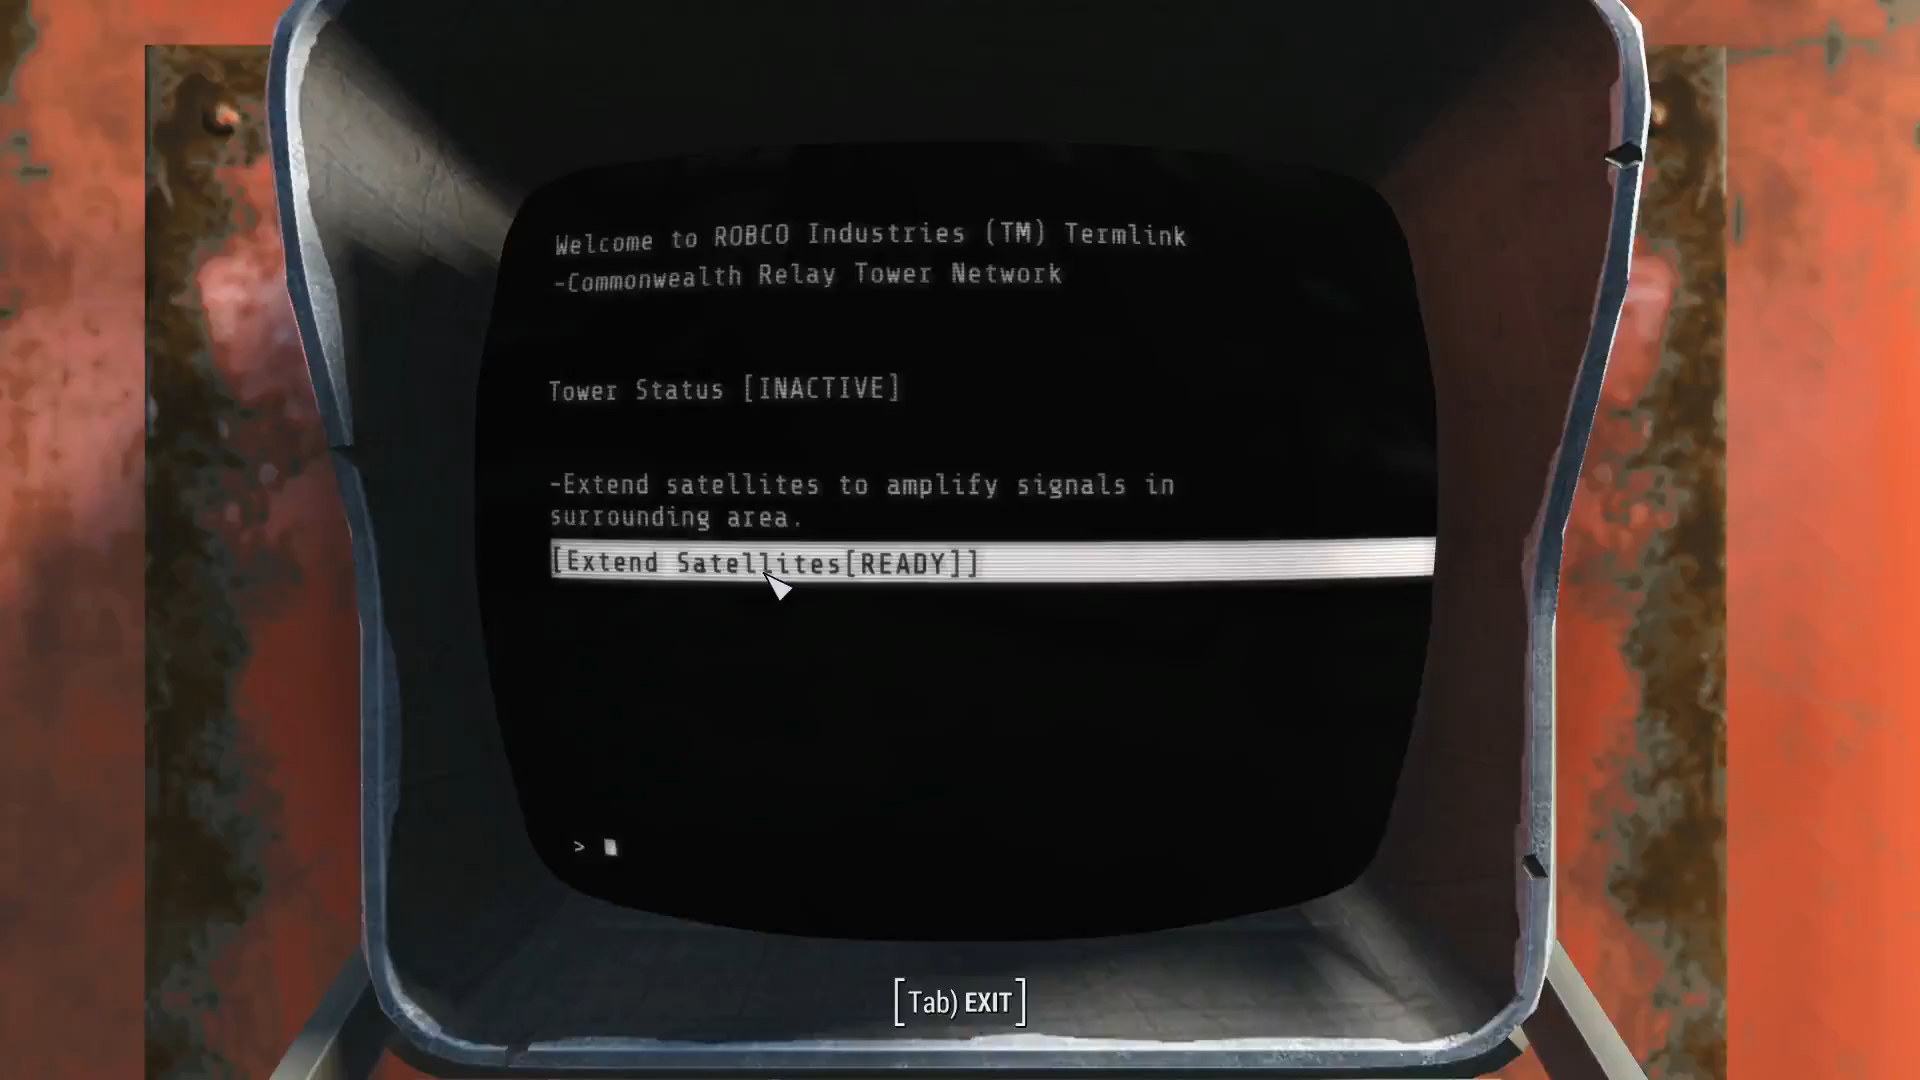 Welcome to ROBCO Industries (TM) Termlink
-Commonwealth Relay Tower Network
Tower Status [INACTIVE]
-Extend satellites to amplify signals in
surrounding area.
[Extend Satellites[READY]]
>
[Tab) EXIT]